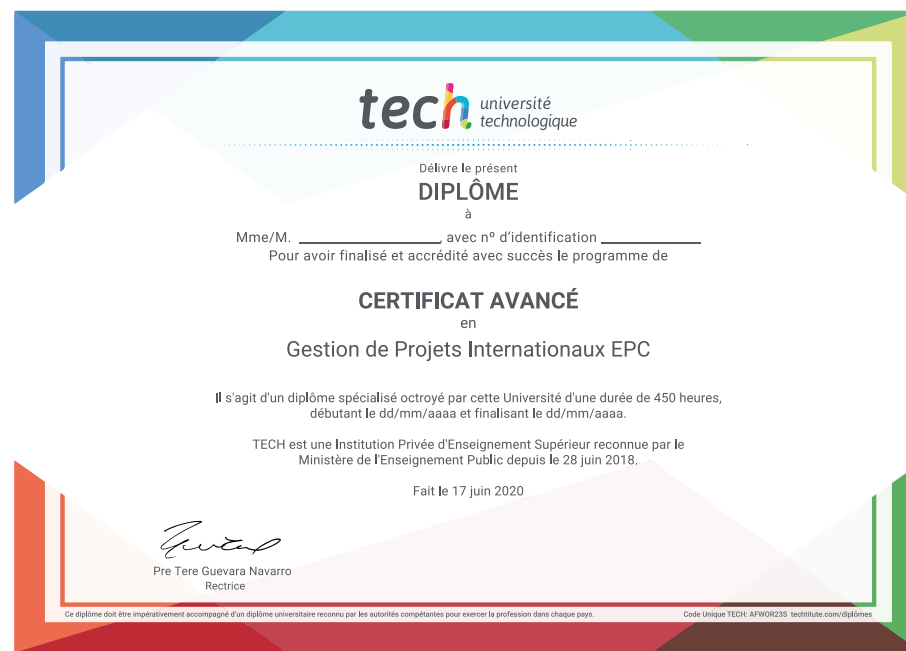 tech université
technologique
Délivre le présent
DIPLÔME
à
Mme/M. ____________, avec nº d'identification ____________
Pour avoir finalisé et accrédité avec succès le programme de
CERTIFICAT AVANCÉ
en
Gestion de Projets Internationaux EPC
Il s'agit d'un diplôme spécialisé octroyé par cette Université d'une durée de 450 heures,
débutant le dd/mm/aaaa et finalisant le dd/mm/aaaa.
TECH est une Institution Privée d'Enseignement Supérieur reconnue par le
Ministère de l'Enseignement Public depuis le 28 juin 2018.
Fait le 17 juin 2020
Pre Tere Guevara Navarro
Rectrice
Ce diplôme doit être impérativement accompagné d'un diplôme universitaire reconnu par les autorités compétentes pour exercer la profession dans chaque pays.
Code Unique TECH: AFWOR23S techtitute.com/diplômes